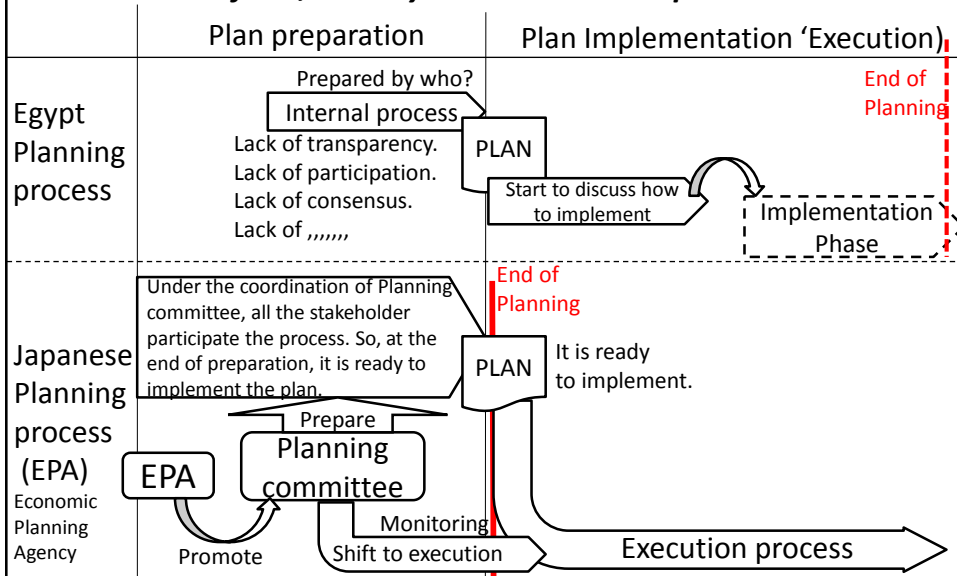 Plan preparation
Plan Implementation ‘Execution)
Egypt
Planning
process
Prepared by who?
Internal process
Lack of transparency.
Lack of participation.
Lack of consensus.
Lack of ,,,,,,,
PLAN
Start to discuss how
to implement
Implementation
Phase
End of
Planning
Japanese
Planning
process
(EPA)
Economic
Planning
Agency
Under the coordination of Planning
committee, all the stakeholder
participate the process. So, at the
end of preparation, it is ready to
implement the plan.
Prepare
Planning
committee
EPA
Promote
Monitoring
Shift to execution
End of
Planning
PLAN
It is ready
to implement.
Execution process